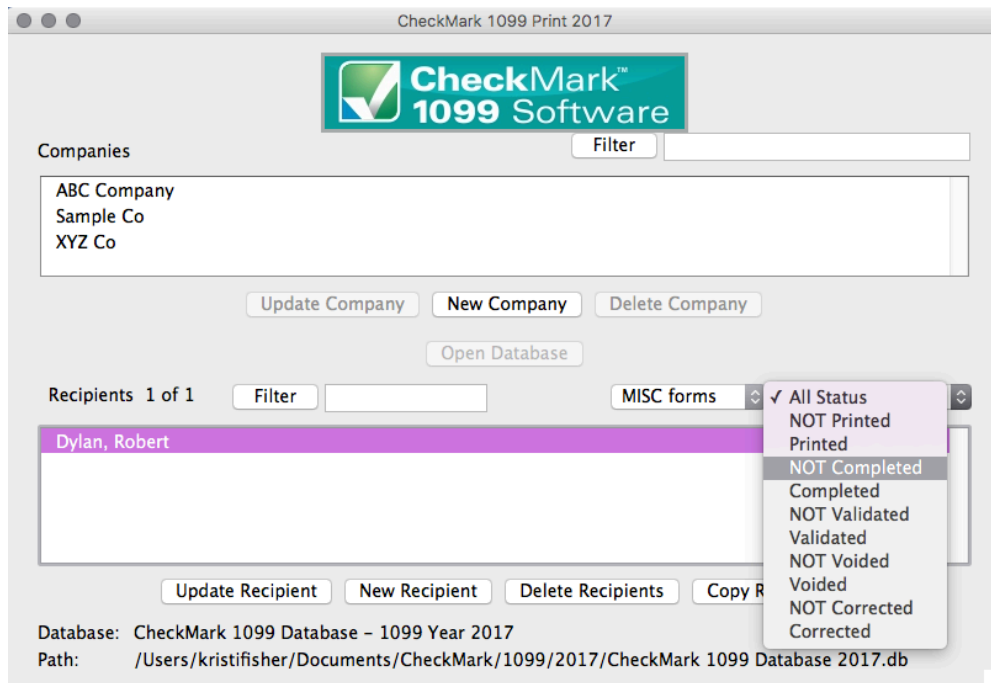 CheckMark 1099 Print 2017
CheckMark™
1099 Software
Companies
Filter
ABC Company
Sample Co
XYZ Co
Update Company New Company Delete Company
Open Database
Recipients 1 of 1 Filter MISC forms ✓ All Status
NOT Printed
Printed
Dylan, Robert
NOT Completed
Completed
NOT Validated
Validated
NOT Voided
Voided
NOT Corrected
Corrected
Update Recipient New Recipient Delete Recipients Copy R
Database: CheckMark 1099 Database – 1099 Year 2017
Path: /Users/kristifisher/Documents/CheckMark/1099/2017/CheckMark 1099 Database 2017.db